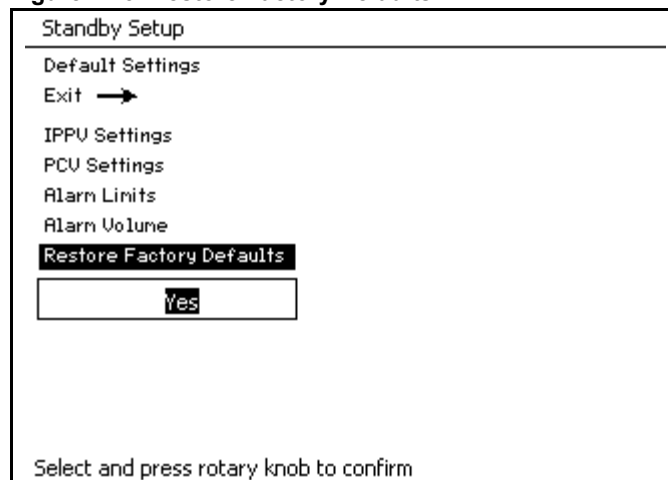 Standby Setup
Default Settings
Exit
IPPV Settings
PCV Settings
Alarm Limits
Alarm Volume
Restore Factory Defaults
Yes
Select and press rotary knob to confirm